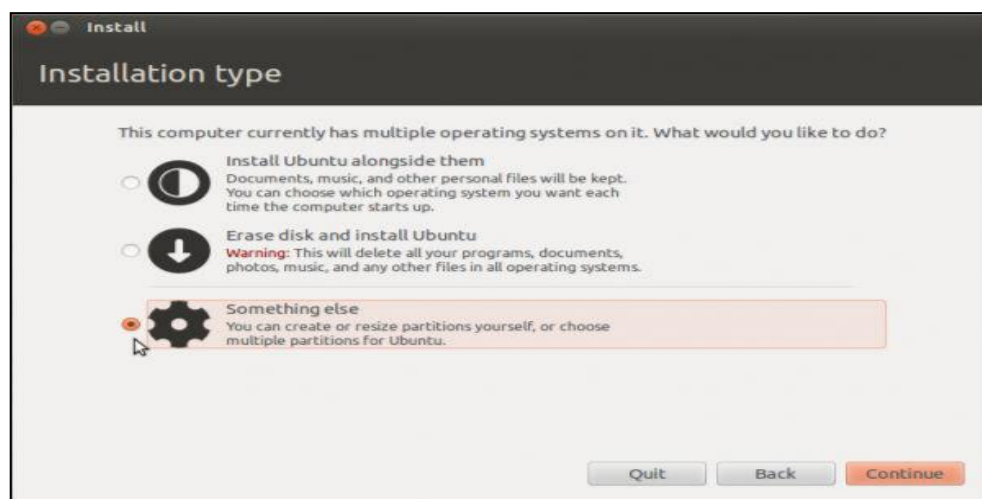 Install
Installation type
This computer currently has multiple operating systems on it. What would you like to do?
Install Ubuntu alongside them
Documents, music, and other personal files will be kept.
You can choose which operating system you want each
time the computer starts up.
Erase disk and install Ubuntu
Warning: This will delete all your programs, documents,
photos, music, and any other files in all operating systems.
Something else
You can create or resize partitions yourself, or choose
multiple partitions for Ubuntu.
Quit
Back
Continue